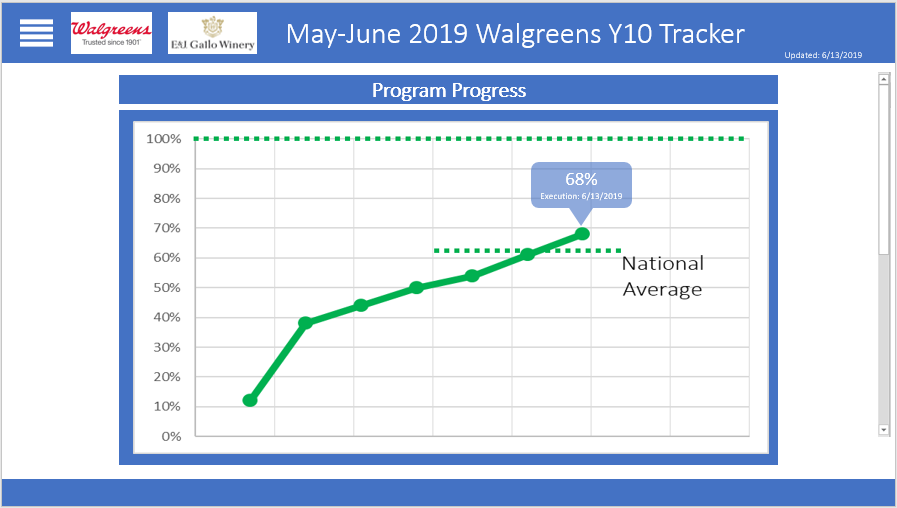 Walgreens
Trusted since 1901
E&J Gallo Winery
May-June 2019 Walgreens Y10 Tracker
Updated: 6/13/2019
Program Progress
100%
90%
80%
70%
60%
50%
40%
30%
20%
10%
0%
68%
Execution: 6/13/2019
National
Average